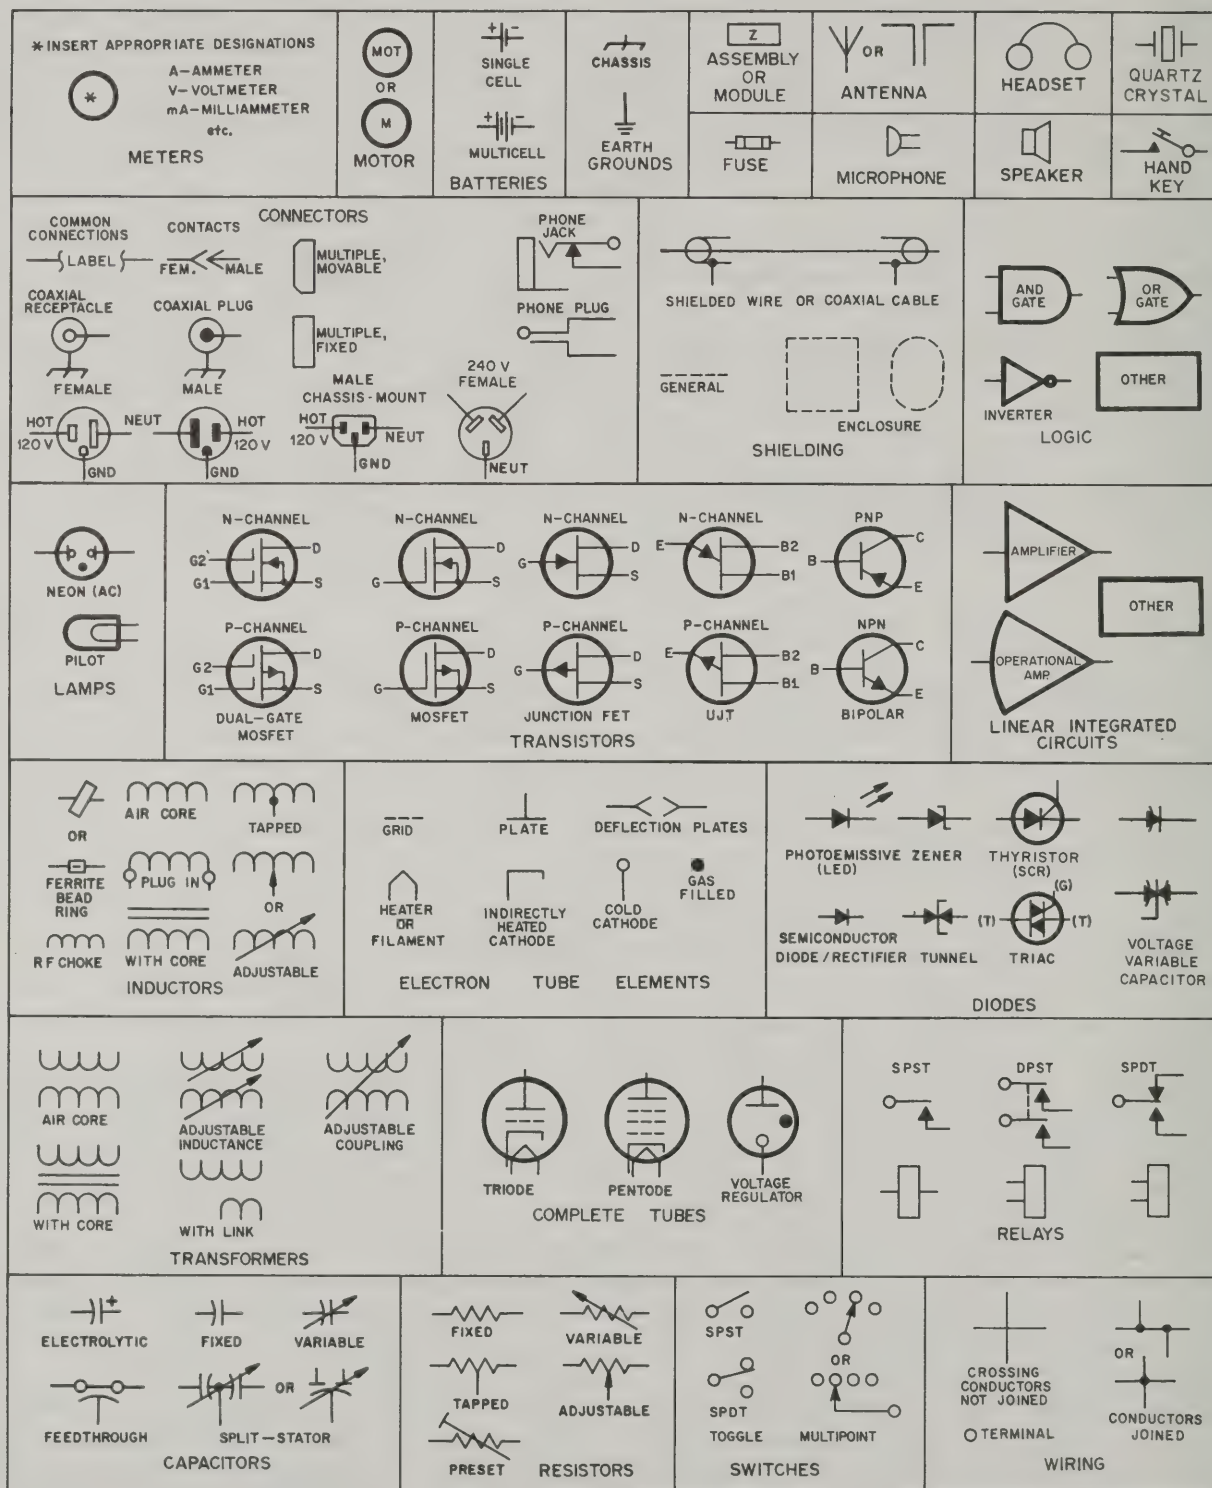 * INSERT APPROPRIATE DESIGNATIONS
*
A-AMMETER
V-VOLTMETER
mA-MILLIAMMETER
etc.
METERS
MOT
OR
M
MOTOR
+ -
SINGLE
CELL
+ -
MULTICELL
BATTERIES
CHASSIS
EARTH
GROUNDS
Z
ASSEMBLY
OR
MODULE
FUSE
OR
ANTENNA
MICROPHONE
HEADSET
SPEAKER
QUARTZ
CRYSTAL
HAND
KEY
CONNECTORS
COMMON
CONNECTIONS
LABEL
CONTACTS
FEM. MALE
MULTIPLE,
MOVABLE
PHONE
JACK
COAXIAL
RECEPTACLE
COAXIAL PLUG
MULTIPLE,
FIXED
PHONE PLUG
FEMALE
MALE
MALE
CHASSIS-MOUNT
240 V
FEMALE
HOT
120 V
NEUT
GND
HOT
120 V
GND
HOT
120 V
NEUT
GND
NEUT
SHIELDED WIRE OR COAXIAL CABLE
GENERAL
ENCLOSURE
SHIELDING
AND
GATE
OR
GATE
INVERTER
OTHER
LOGIC
NEON (AC)
PILOT
LAMPS
N-CHANNEL
G2
G1
D
S
N-CHANNEL
G
D
S
N-CHANNEL
G
D
S
N-CHANNEL
E
B2
B1
PNP
B
C
E
P-CHANNEL
G2
G1
D
S
DUAL-GATE
MOSFET
P-CHANNEL
G
D
S
MOSFET
P-CHANNEL
G
D
S
JUNCTION FET
P-CHANNEL
E
B2
B1
UJT
NPN
B
C
E
BIPOLAR
TRANSISTORS
AMPLIFIER
OTHER
OPERATIONAL
AMP.
LINEAR INTEGRATED
CIRCUITS
OR
AIR CORE
TAPPED
FERRITE
BEAD
RING
PLUG IN
OR
RF CHOKE
WITH CORE
ADJUSTABLE
INDUCTORS
GRID
PLATE
DEFLECTION PLATES
HEATER
OR
FILAMENT
INDIRECTLY
HEATED
CATHODE
COLD
CATHODE
GAS
FILLED
ELECTRON TUBE ELEMENTS
PHOTOEMISSIVE
(LED)
ZENER
THYRISTOR
(SCR)
SEMICONDUCTOR
DIODE/RECTIFIER
TUNNEL
(G)
(T) (T)
TRIAC
VOLTAGE
VARIABLE
CAPACITOR
DIODES
AIR CORE
ADJUSTABLE
INDUCTANCE
ADJUSTABLE
COUPLING
WITH CORE
WITH LINK
TRANSFORMERS
TRIODE
PENTODE
VOLTAGE
REGULATOR
COMPLETE TUBES
SPST
DPST
SPDT
RELAYS
+
ELECTROLYTIC
FIXED
VARIABLE
OR
FEEDTHROUGH
SPLIT-STATOR
CAPACITORS
FIXED
VARIABLE
TAPPED
ADJUSTABLE
PRESET
RESISTORS
SPST
SPDT
TOGGLE
OR
MULTIPOINT
SWITCHES
CROSSING
CONDUCTORS
NOT JOINED
TERMINAL
OR
CONDUCTORS
JOINED
WIRING